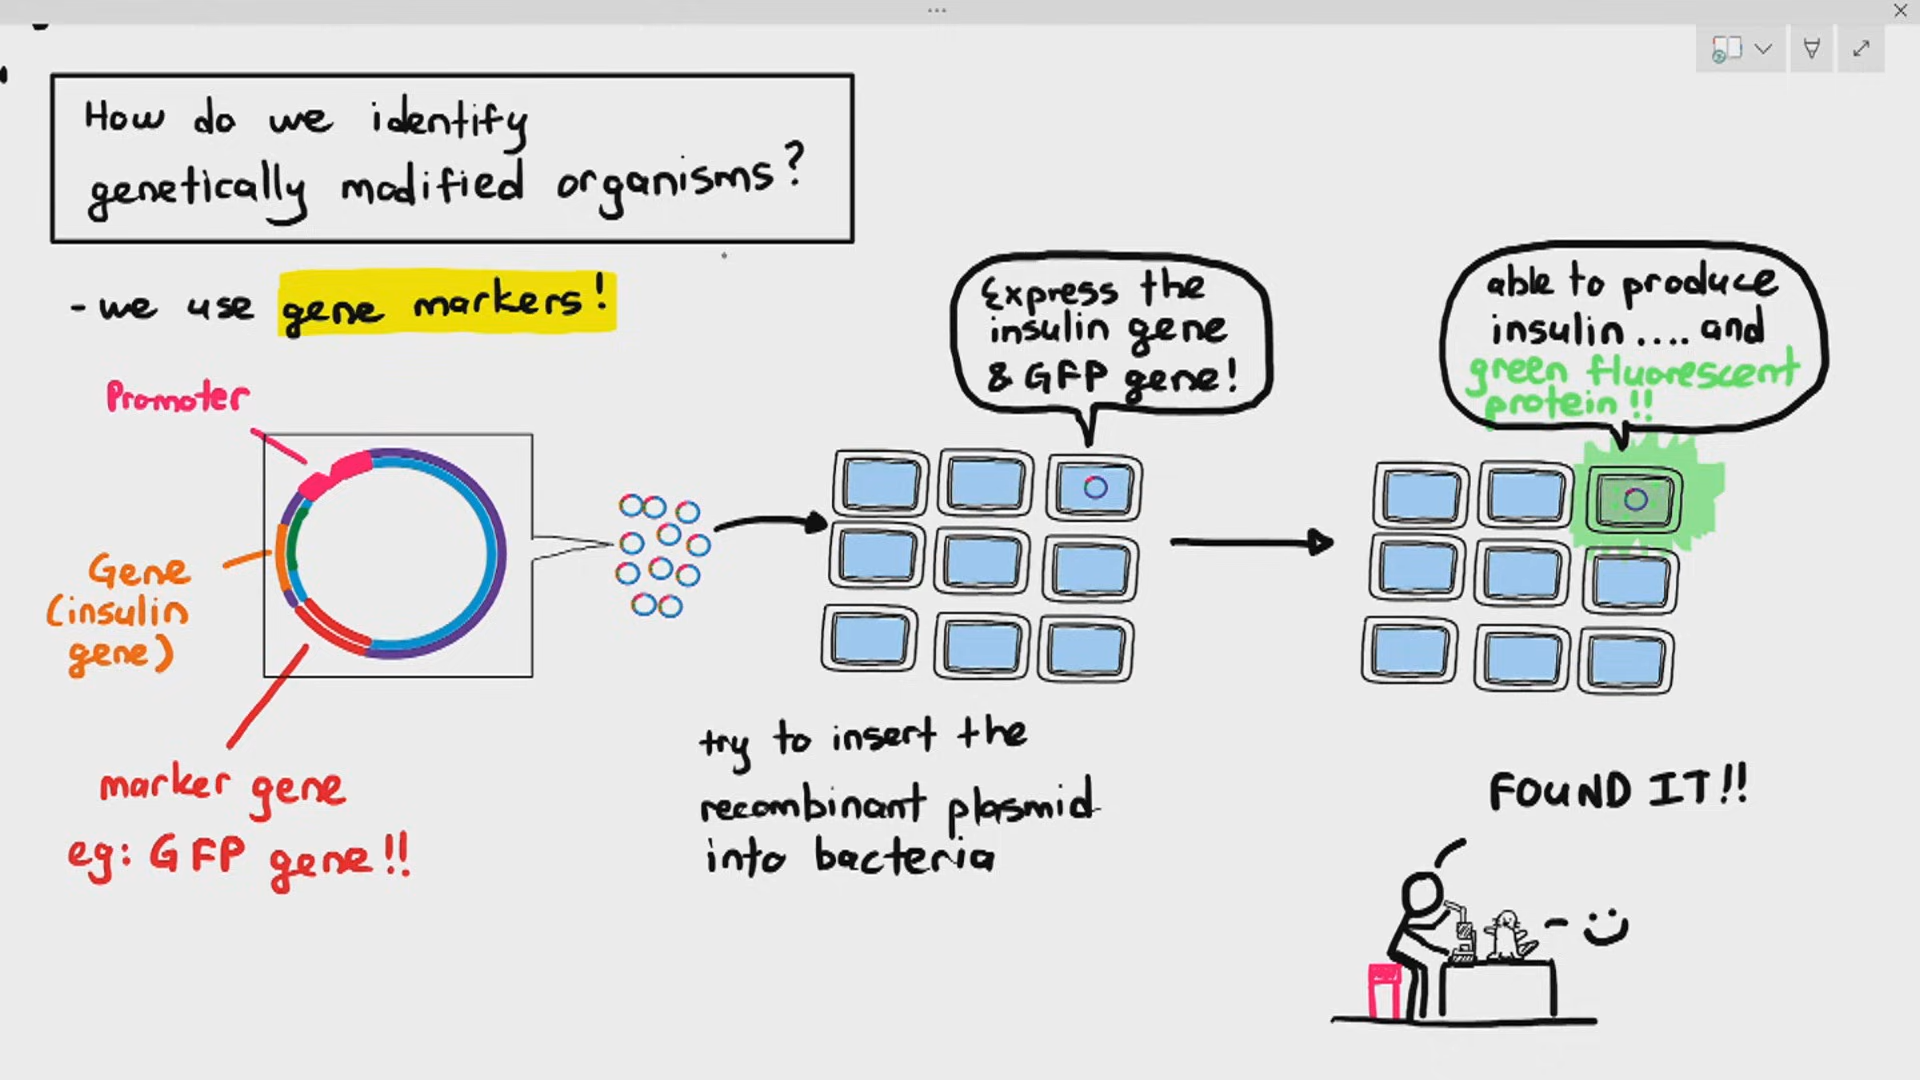 How do we identify
genetically modified organisms?
- we use gene markers!
Promoter
Gene
(insulin
gene)
marker gene
eg: GFP gene!!
Express the
insulin gene
& GFP gene!
try to insert the
recombinant plasmid
into bacteria
able to produce
insulin .... and
green fluorescent
protein!!
FOUND IT!!